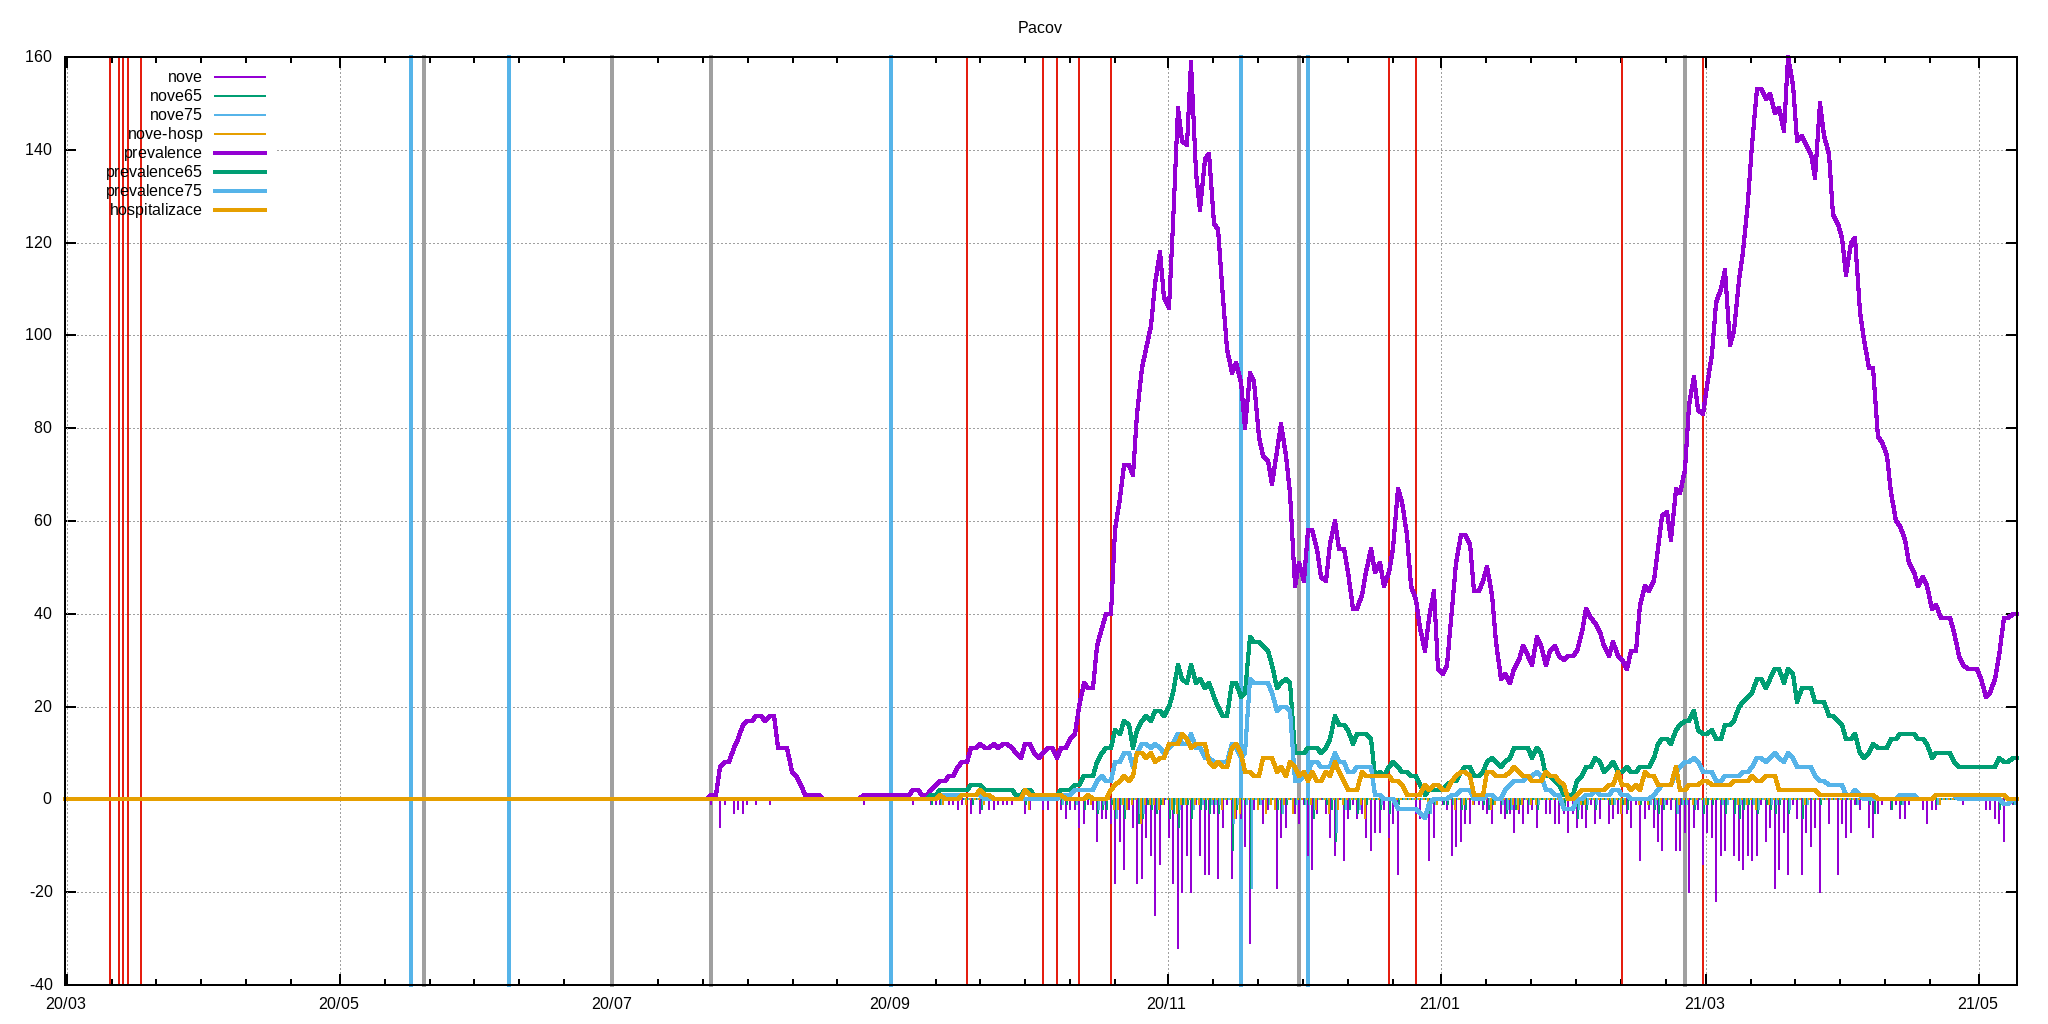 Pacov
160
140
120
100
80
60
40
20
0
-20
-40
nove
nove65
nove75
nove-hosp
prevalence
prevalence65
prevalence75
hospitalizace
20/03 20/05 20/07 20/09 20/11 21/01 21/03 21/05